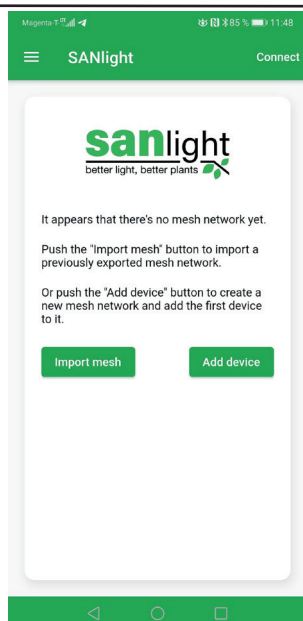 Magenta-T 85 % 11:48
SANlight Connect
sanlight
better light, better plants
It appears that there's no mesh network yet.
Push the "Import mesh" button to import a
previously exported mesh network.
Or push the "Add device" button to create a
new mesh network and add the first device
to it.
Import mesh Add device